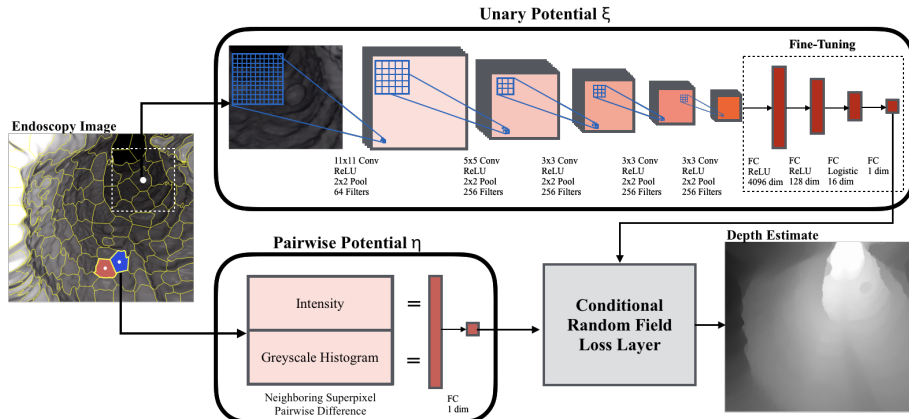 Unary Potential ξ
Fine-Tuning
Endoscopy Image
11x11 Conv
ReLU
2x2 Pool
64 Filters
5x5 Conv
ReLU
2x2 Pool
256 Filters
3x3 Conv
ReLU
2x2 Pool
256 Filters
3x3 Conv
ReLU
2x2 Pool
256 Filters
3x3 Conv
ReLU
2x2 Pool
256 Filters
FC
ReLU
4096 dim
FC
ReLU
128 dim
FC
Logistic
16 dim
FC
1 dim
Pairwise Potential η
Intensity
=
Greyscale Histogram
=
Neighboring Superpixel
Pairwise Difference
FC
1 dim
Conditional
Random Field
Loss Layer
Depth Estimate